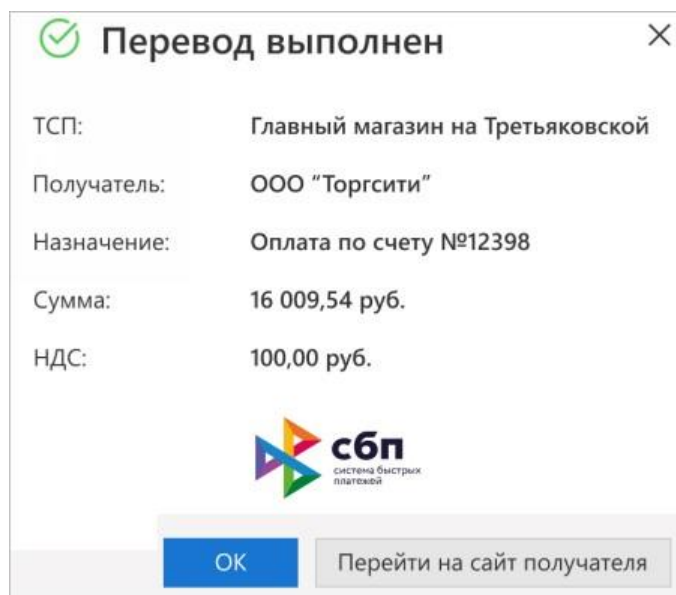 Перевод выполнен
ТСП: Главный магазин на Третьяковской
Получатель: ООО "Торгсити"
Назначение: Оплата по счету №12398
Сумма: 16 009,54 руб.
НДС: 100,00 руб.
сбп
система быстрых
платежей
ОК Перейти на сайт получателя